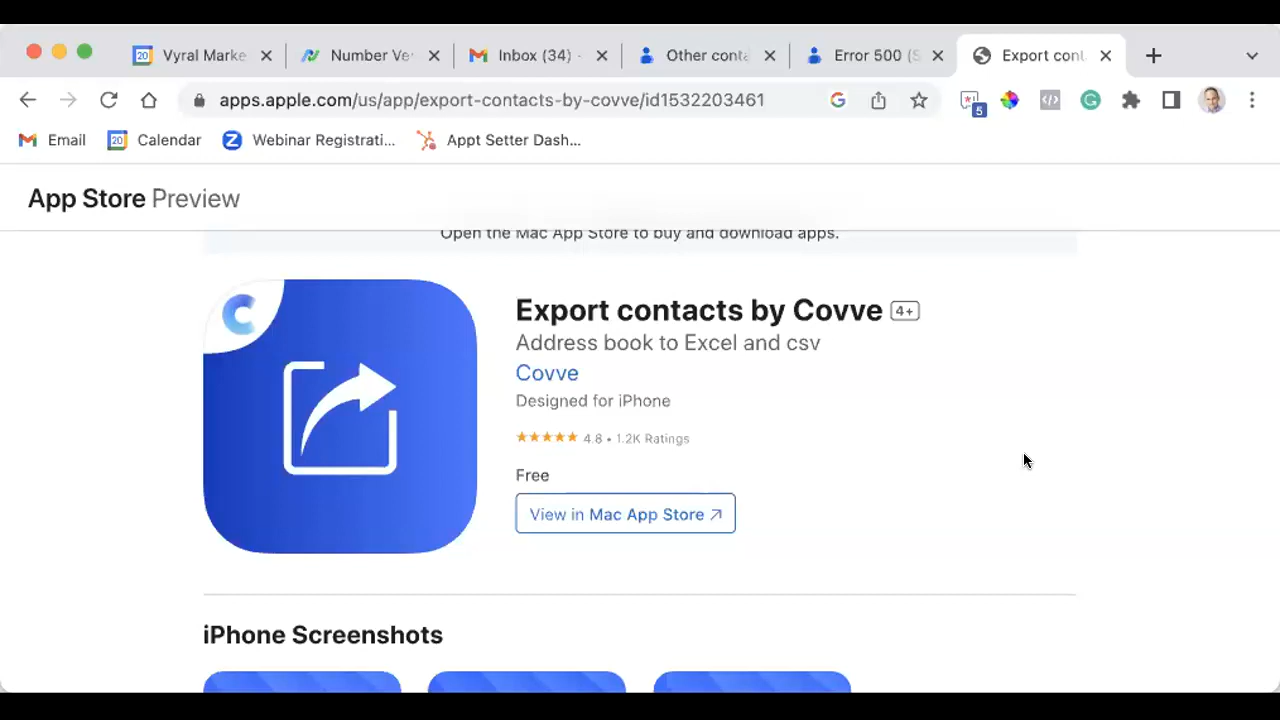 20 Vyral Marke
Number Ve
Inbox (34)
Other conta
Error 500 (S
Export cont
apps.apple.com/us/app/export-contacts-by-covve/id1532203461
5
Email
20 Calendar
Webinar Registrati...
Appt Setter Dash...
App Store Preview
Open the Mac App Store to buy and download apps.
Export contacts by Covve 4+
Address book to Excel and csv
Covve
Designed for iPhone
★★★★★ 4.8 • 1.2K Ratings
Free
View in Mac App Store ↗
iPhone Screenshots